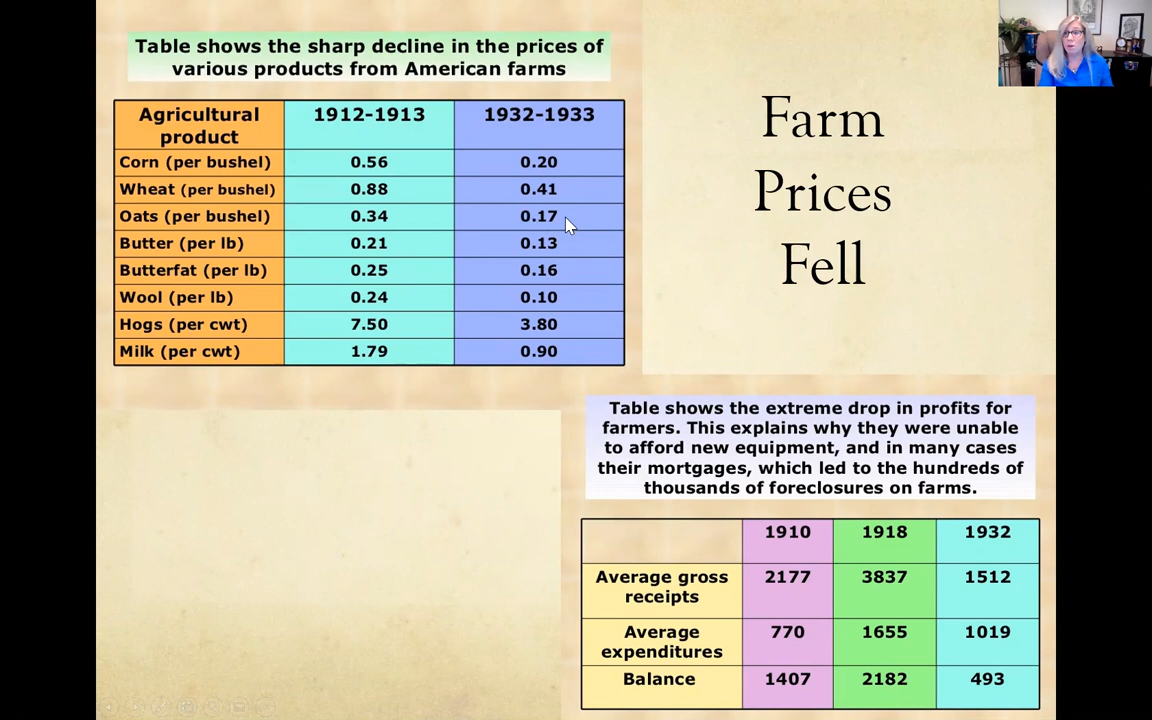 Table shows the sharp decline in the prices of
various products from American farms
Agricultural product 1912-1913 1932-1933
Corn (per bushel) 0.56 0.20
Wheat (per bushel) 0.88 0.41
Oats (per bushel) 0.34 0.17
Butter (per lb) 0.21 0.13
Butterfat (per lb) 0.25 0.16
Wool (per lb) 0.24 0.10
Hogs (per cwt) 7.50 3.80
Milk (per cwt) 1.79 0.90
Farm
Prices
Fell
Table shows the extreme drop in profits for
farmers. This explains why they were unable
to afford new equipment, and in many cases
their mortgages, which led to the hundreds of
thousands of foreclosures on farms.
1910 1918 1932
Average gross receipts 2177 3837 1512
Average expenditures 770 1655 1019
Balance 1407 2182 493